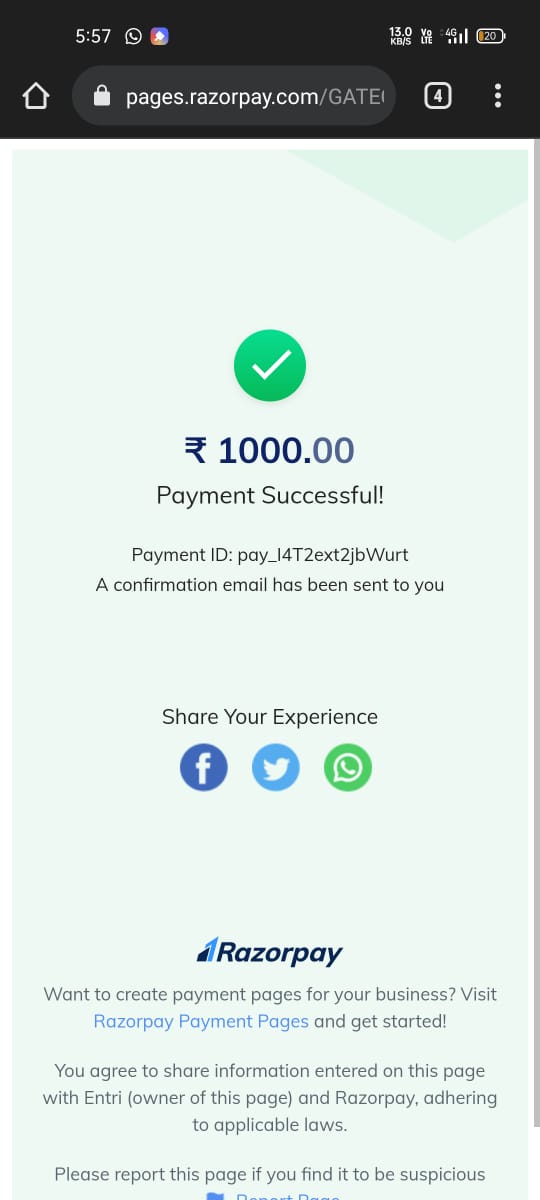 5:57 13.0 KB/S Vo LTE 4G 20
pages.razorpay.com/GATE 4
₹ 1000.00
Payment Successful!
Payment ID: pay_I4T2ext2jbWurt
A confirmation email has been sent to you
Share Your Experience
Razorpay
Want to create payment pages for your business? Visit
Razorpay Payment Pages and get started!
You agree to share information entered on this page
with Entri (owner of this page) and Razorpay, adhering
to applicable laws.
Please report this page if you find it to be suspicious
Report Page